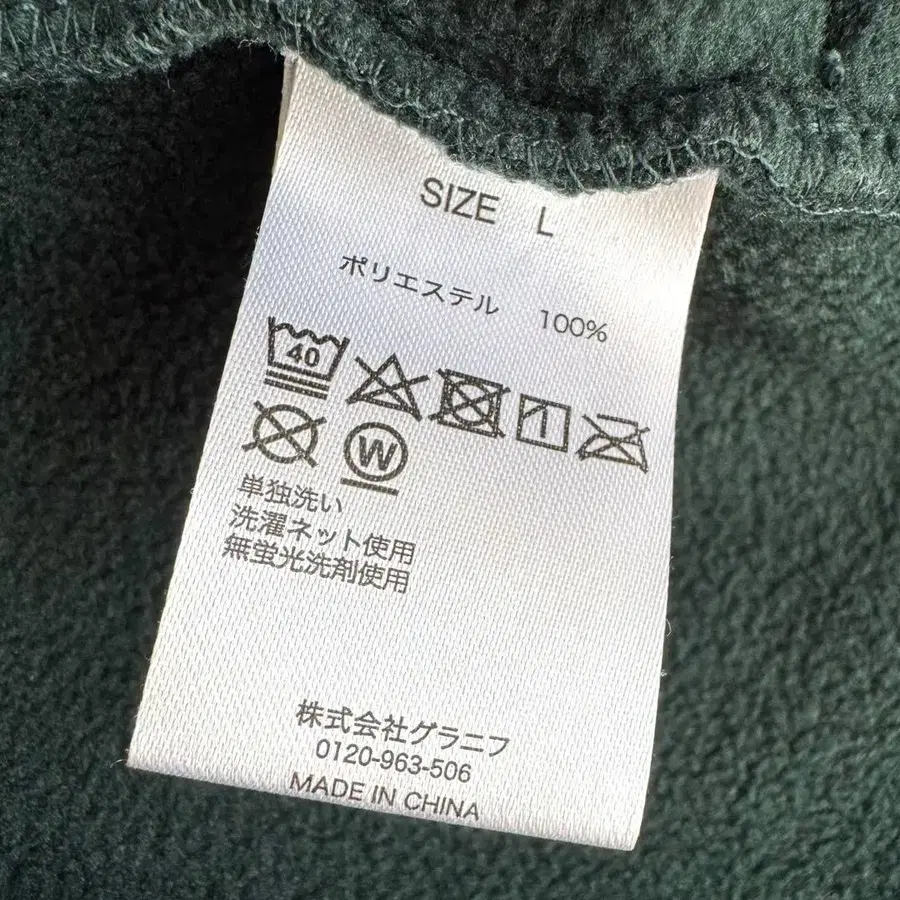 SIZE L
ポリエステル 100%
40
W
単独洗い
洗濯ネット使用
無蛍光洗剤使用
株式会社グラニフ
0120-963-506
MADE IN CHINA